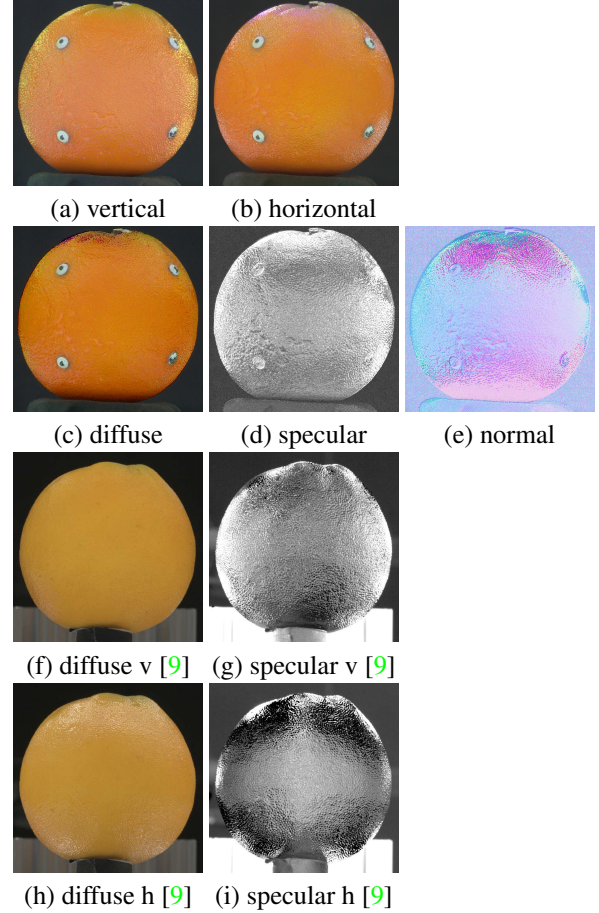 (a) vertical (b) horizontal
(c) diffuse (d) specular (e) normal
(f) diffuse v [9] (g) specular v [9]
(h) diffuse h [9] (i) specular h [9]